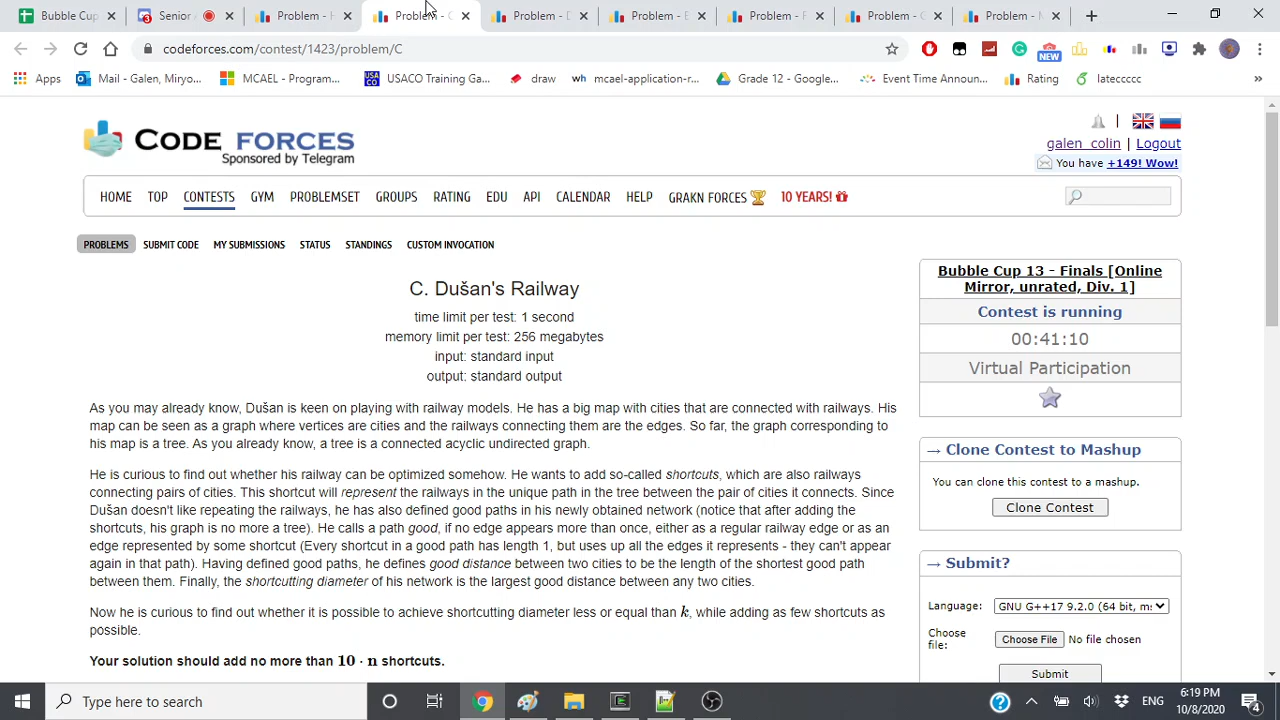 Bubble Cup
Senior
Problem -
Problem -
Problem -
Problem -
Problem -
Problem -
Problem -
codeforces.com/contest/1423/problem/C
NEW
Apps
Mail - Galen, Miryo...
MCAEL - Program...
USACO
USACO Training Ga...
draw
wh
mcael-application-r...
Grade 12 - Google...
Event Time Announ...
Rating
lateccccc
»
CODE FORCES
Sponsored by Telegram
galen_colin | Logout
You have +149! Wow!
HOME TOP CONTESTS GYM PROBLEMSET GROUPS RATING EDU API CALENDAR HELP GRAKN FORCES 10 YEARS!
PROBLEMS SUBMIT CODE MY SUBMISSIONS STATUS STANDINGS CUSTOM INVOCATION
C. Dušan's Railway
time limit per test: 1 second
memory limit per test: 256 megabytes
input: standard input
output: standard output
As you may already know, Dušan is keen on playing with railway models. He has a big map with cities that are connected with railways. His
map can be seen as a graph where vertices are cities and the railways connecting them are the edges. So far, the graph corresponding to
his map is a tree. As you already know, a tree is a connected acyclic undirected graph.
He is curious to find out whether his railway can be optimized somehow. He wants to add so-called shortcuts, which are also railways
connecting pairs of cities. This shortcut will represent the railways in the unique path in the tree between the pair of cities it connects. Since
Dušan doesn't like repeating the railways, he has also defined good paths in his newly obtained network (notice that after adding the
shortcuts, his graph is no more a tree). He calls a path good, if no edge appears more than once, either as a regular railway edge or as an
edge represented by some shortcut (Every shortcut in a good path has length 1, but uses up all the edges it represents - they can't appear
again in that path). Having defined good paths, he defines good distance between two cities to be the length of the shortest good path
between them. Finally, the shortcutting diameter of his network is the largest good distance between any two cities.
Now he is curious to find out whether it is possible to achieve shortcutting diameter less or equal than k, while adding as few shortcuts as
possible.
Your solution should add no more than 10 · n shortcuts.
Bubble Cup 13 - Finals [Online
Mirror, unrated, Div. 1]
Contest is running
00:41:10
Virtual Participation
→ Clone Contest to Mashup
You can clone this contest to a mashup.
Clone Contest
→ Submit?
Language: GNU G++17 9.2.0 (64 bit, ms
Choose
file: Choose File No file chosen
Submit
Type here to search
ENG
6:19 PM
10/8/2020
4